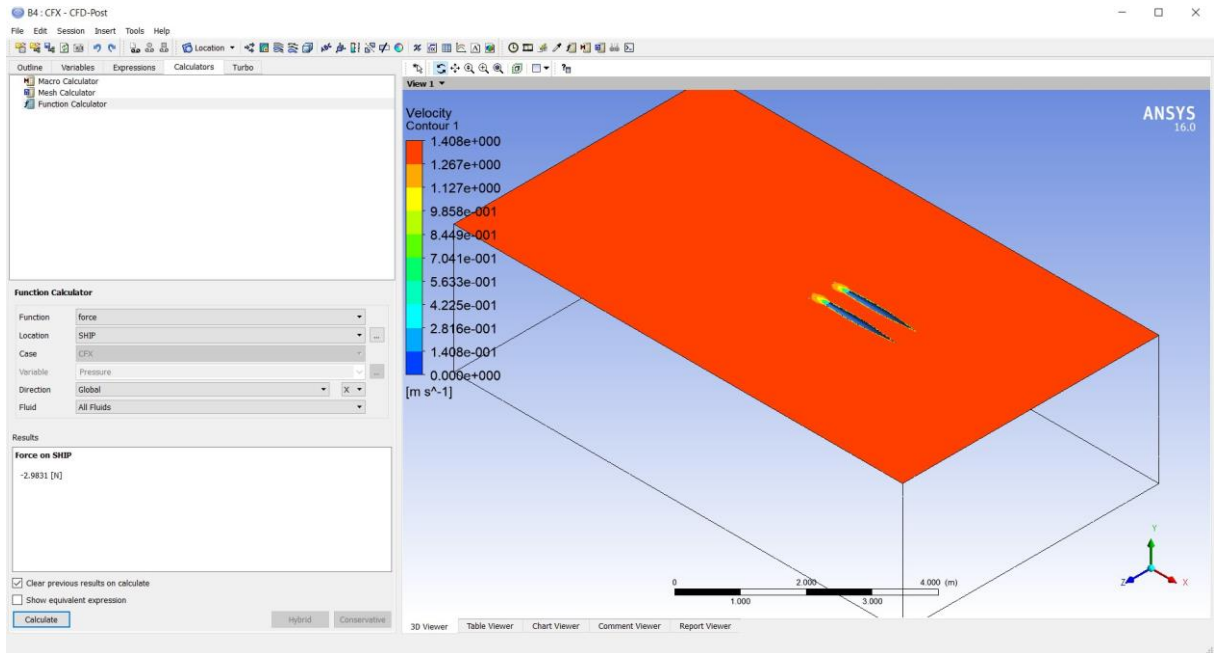 B4 : CFX - CFD-Post
File Edit Session Insert Tools Help
Location
Outline Variables Expressions Calculators Turbo
Macro Calculator
Mesh Calculator
Function Calculator
View 1
Velocity
Contour 1
1.408e+000
1.267e+000
1.127e+000
9.858e-001
8.449e-001
7.041e-001
5.633e-001
4.225e-001
2.816e-001
1.408e-001
0.000e+000
[m s^-1]
ANSYS
16.0
Function Calculator
Function force
Location SHIP
Case CFX
Variable Pressure
Direction Global X
Fluid All Fluids
Results
Force on SHIP
-2.9831 [N]
Clear previous results on calculate
Show equivalent expression
Calculate Hybrid Conservative
0 2.000 4.000 (m)
1.000 3.000
Y
Z X
3D Viewer Table Viewer Chart Viewer Comment Viewer Report Viewer